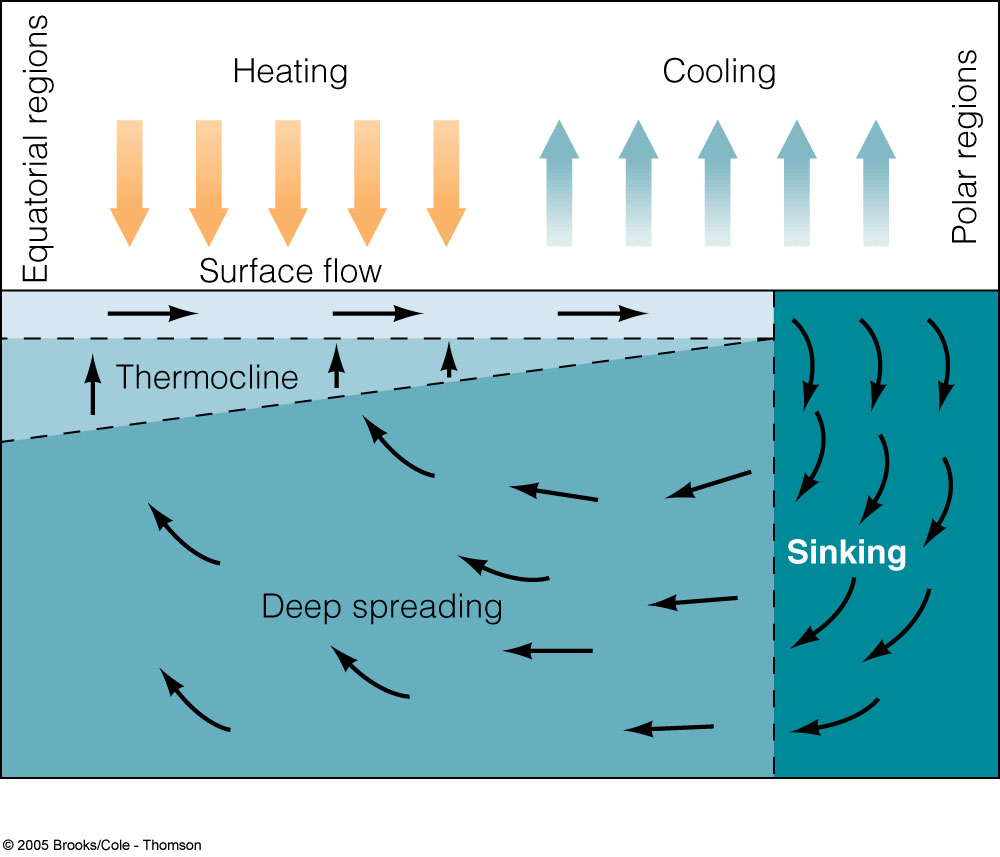 Equatorial regions
Heating
Cooling
Polar regions
Surface flow
Thermocline
Sinking
Deep spreading
© 2005 Brooks/Cole - Thomson